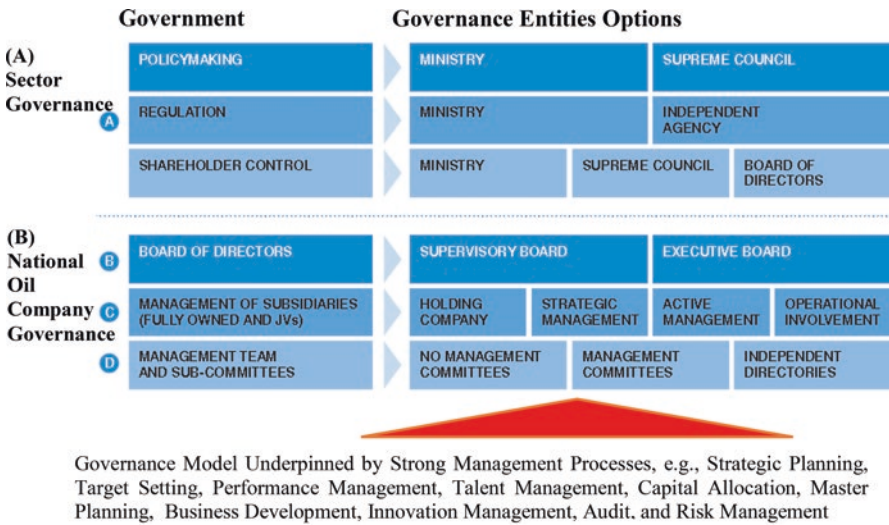 Government
Governance Entities Options
(A)
Sector
Governance
A
POLICYMAKING
MINISTRY
SUPREME COUNCIL
REGULATION
MINISTRY
INDEPENDENT
AGENCY
SHAREHOLDER CONTROL
MINISTRY
SUPREME COUNCIL
BOARD OF
DIRECTORS
(B)
National
Oil
Company
Governance
B
BOARD OF DIRECTORS
SUPERVISORY BOARD
EXECUTIVE BOARD
C
MANAGEMENT OF SUBSIDIARIES
(FULLY OWNED AND JVs)
HOLDING
COMPANY
STRATEGIC
MANAGEMENT
ACTIVE
MANAGEMENT
OPERATIONAL
INVOLVEMENT
D
MANAGEMENT TEAM
AND SUB-COMMITTEES
NO MANAGEMENT
COMMITTEES
MANAGEMENT
COMMITTEES
INDEPENDENT
DIRECTORIES
Governance Model Underpinned by Strong Management Processes, e.g., Strategic Planning,
Target Setting, Performance Management, Talent Management, Capital Allocation, Master
Planning, Business Development, Innovation Management, Audit, and Risk Management